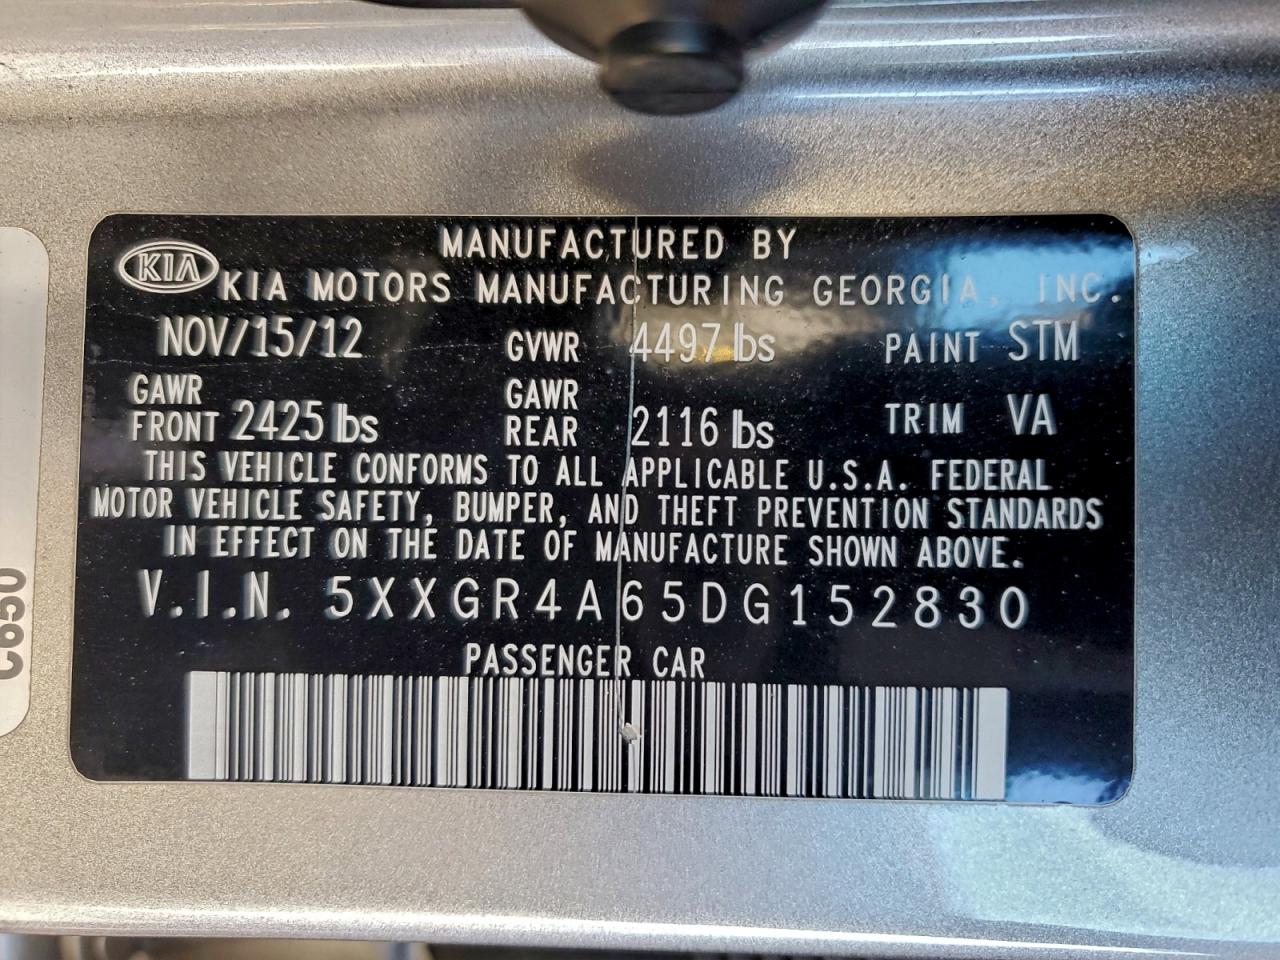 MANUFACTURED BY
KIA KIA MOTORS MANUFACTURING GEORGIA, INC.
NOV/15/12 GVWR 4497 lbs PAINT STM
GAWR FRONT 2425 lbs GAWR REAR 2116 lbs TRIM VA
THIS VEHICLE CONFORMS TO ALL APPLICABLE U.S.A. FEDERAL
MOTOR VEHICLE SAFETY, BUMPER, AND THEFT PREVENTION STANDARDS
IN EFFECT ON THE DATE OF MANUFACTURE SHOWN ABOVE.
V.I.N. 5XXGR4A65DG152830
PASSENGER CAR
C650